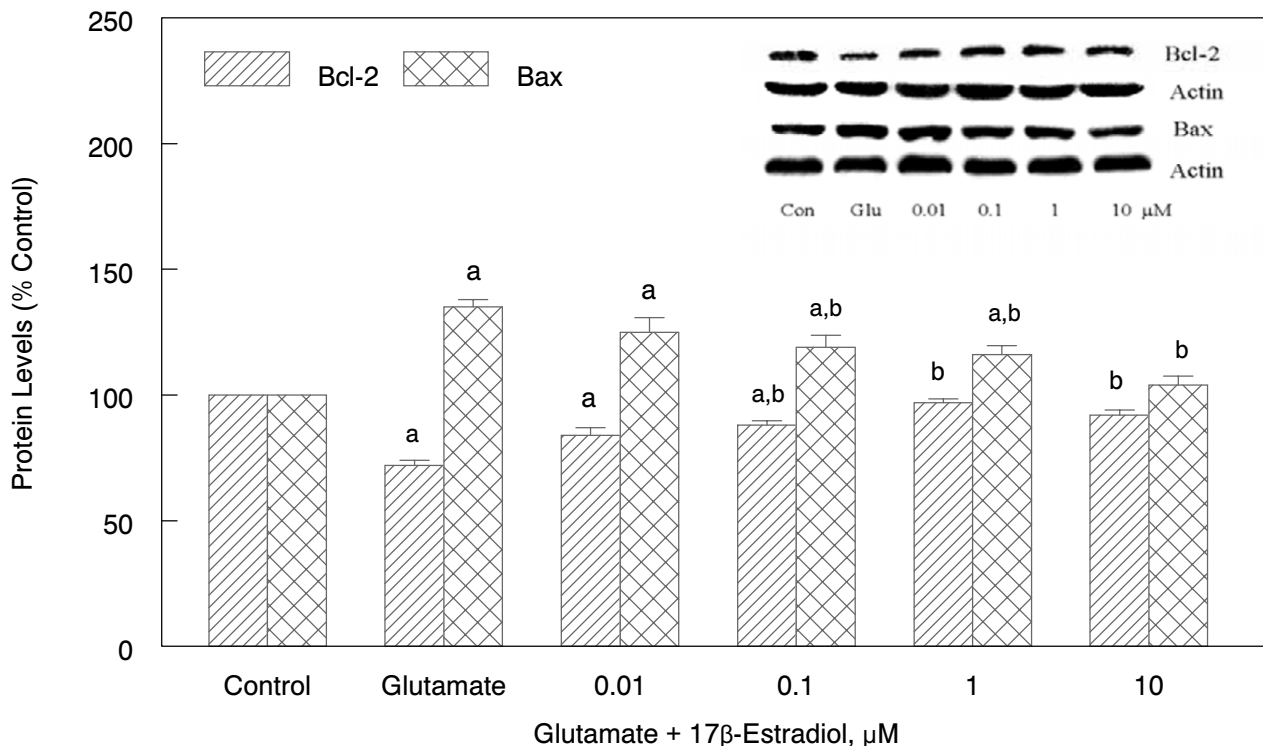 250
200
150
100
50
0
Protein Levels (% Control)
Bcl-2 Bax
Bcl-2
Actin
Bax
Actin
Con Glu 0.01 0.1 1 10 μM
a a
a a
a,b a,b
b a,b
b b
Control Glutamate 0.01 0.1 1 10
Glutamate + 17β-Estradiol, μM